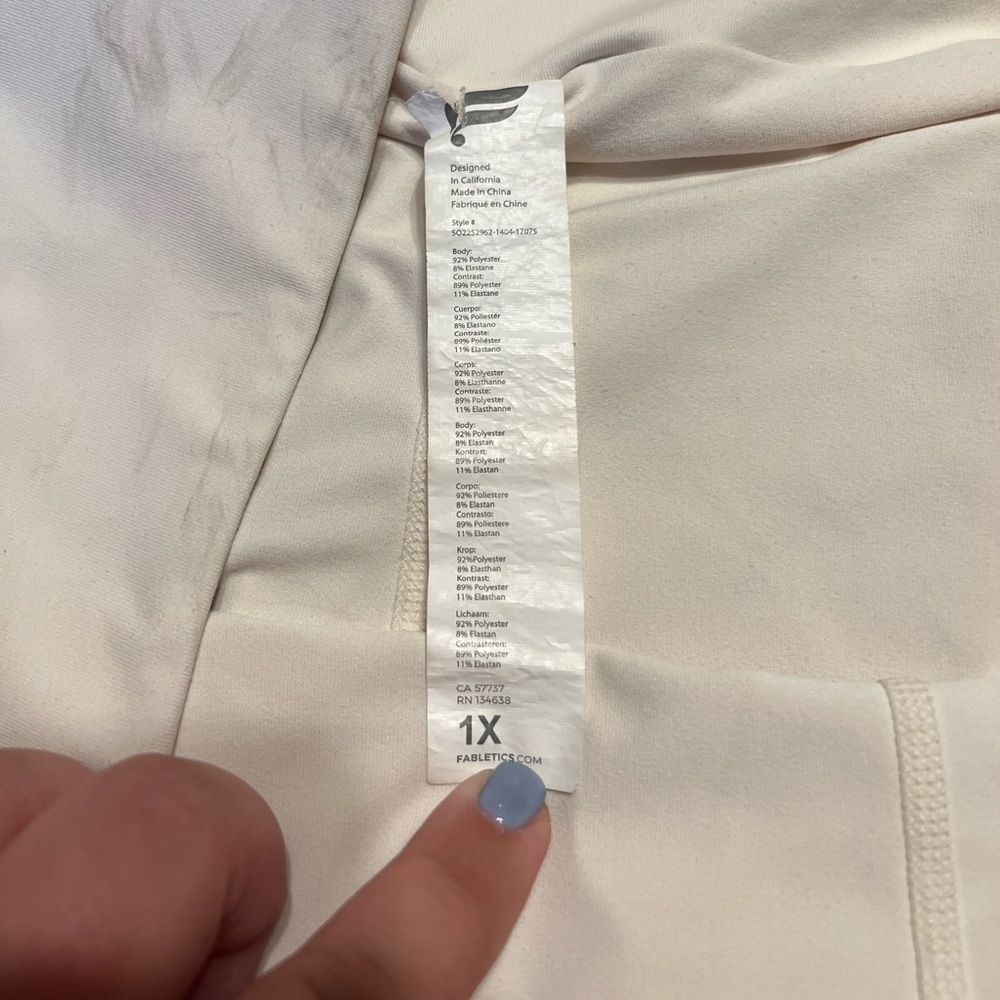 Designed
In California
Made in China
Fabriqué en Chine
Style #
SO2252962-1404-17075
Body:
92% Polyester
8% Elastane
Contrast:
89% Polyester
11% Elastane
Cuerpo:
92% Poliestér
8% Elastano
Contraste:
89% Poliéster
11% Elastano
Corps:
92% Polyester
8% Elasthanne
Contraste:
89% Polyester
11% Elasthanne
Body:
92% Polyester
8% Elastan
Kontrast:
89% Polyester
11% Elastan
Corpo:
92% Poliestere
8% Elastan
Contrasto:
89% Poliestere
11% Elastan
Krop:
92%Polyester
8% Elasthan
Kontrast:
89% Polyester
11% Elasthan
Lichaam:
92% Polyester
8% Elastan
Contrasteren:
89% Polyester
11% Elastan
CA 57737
RN 134638
1X
FABLETICS.COM